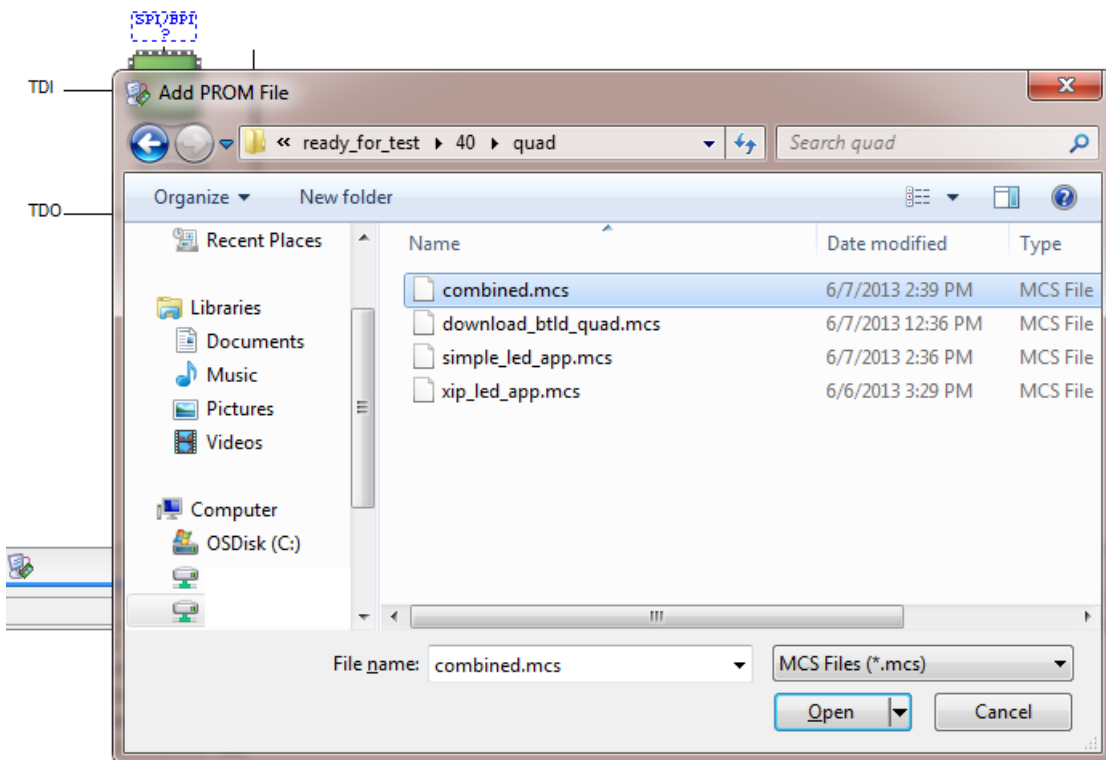 SPI/BPI
?
TDI
TDO
Add PROM File
« ready_for_test 40 quad
Search quad
Organize New folder
Recent Places
Libraries
Documents
Music
Pictures
Videos
Computer
OSDisk (C:)
Name Date modified Type
combined.mcs 6/7/2013 2:39 PM MCS File
download_btld_quad.mcs 6/7/2013 12:36 PM MCS File
simple_led_app.mcs 6/7/2013 2:36 PM MCS File
xip_led_app.mcs 6/6/2013 3:29 PM MCS File
File name: combined.mcs MCS Files (*.mcs)
Open Cancel